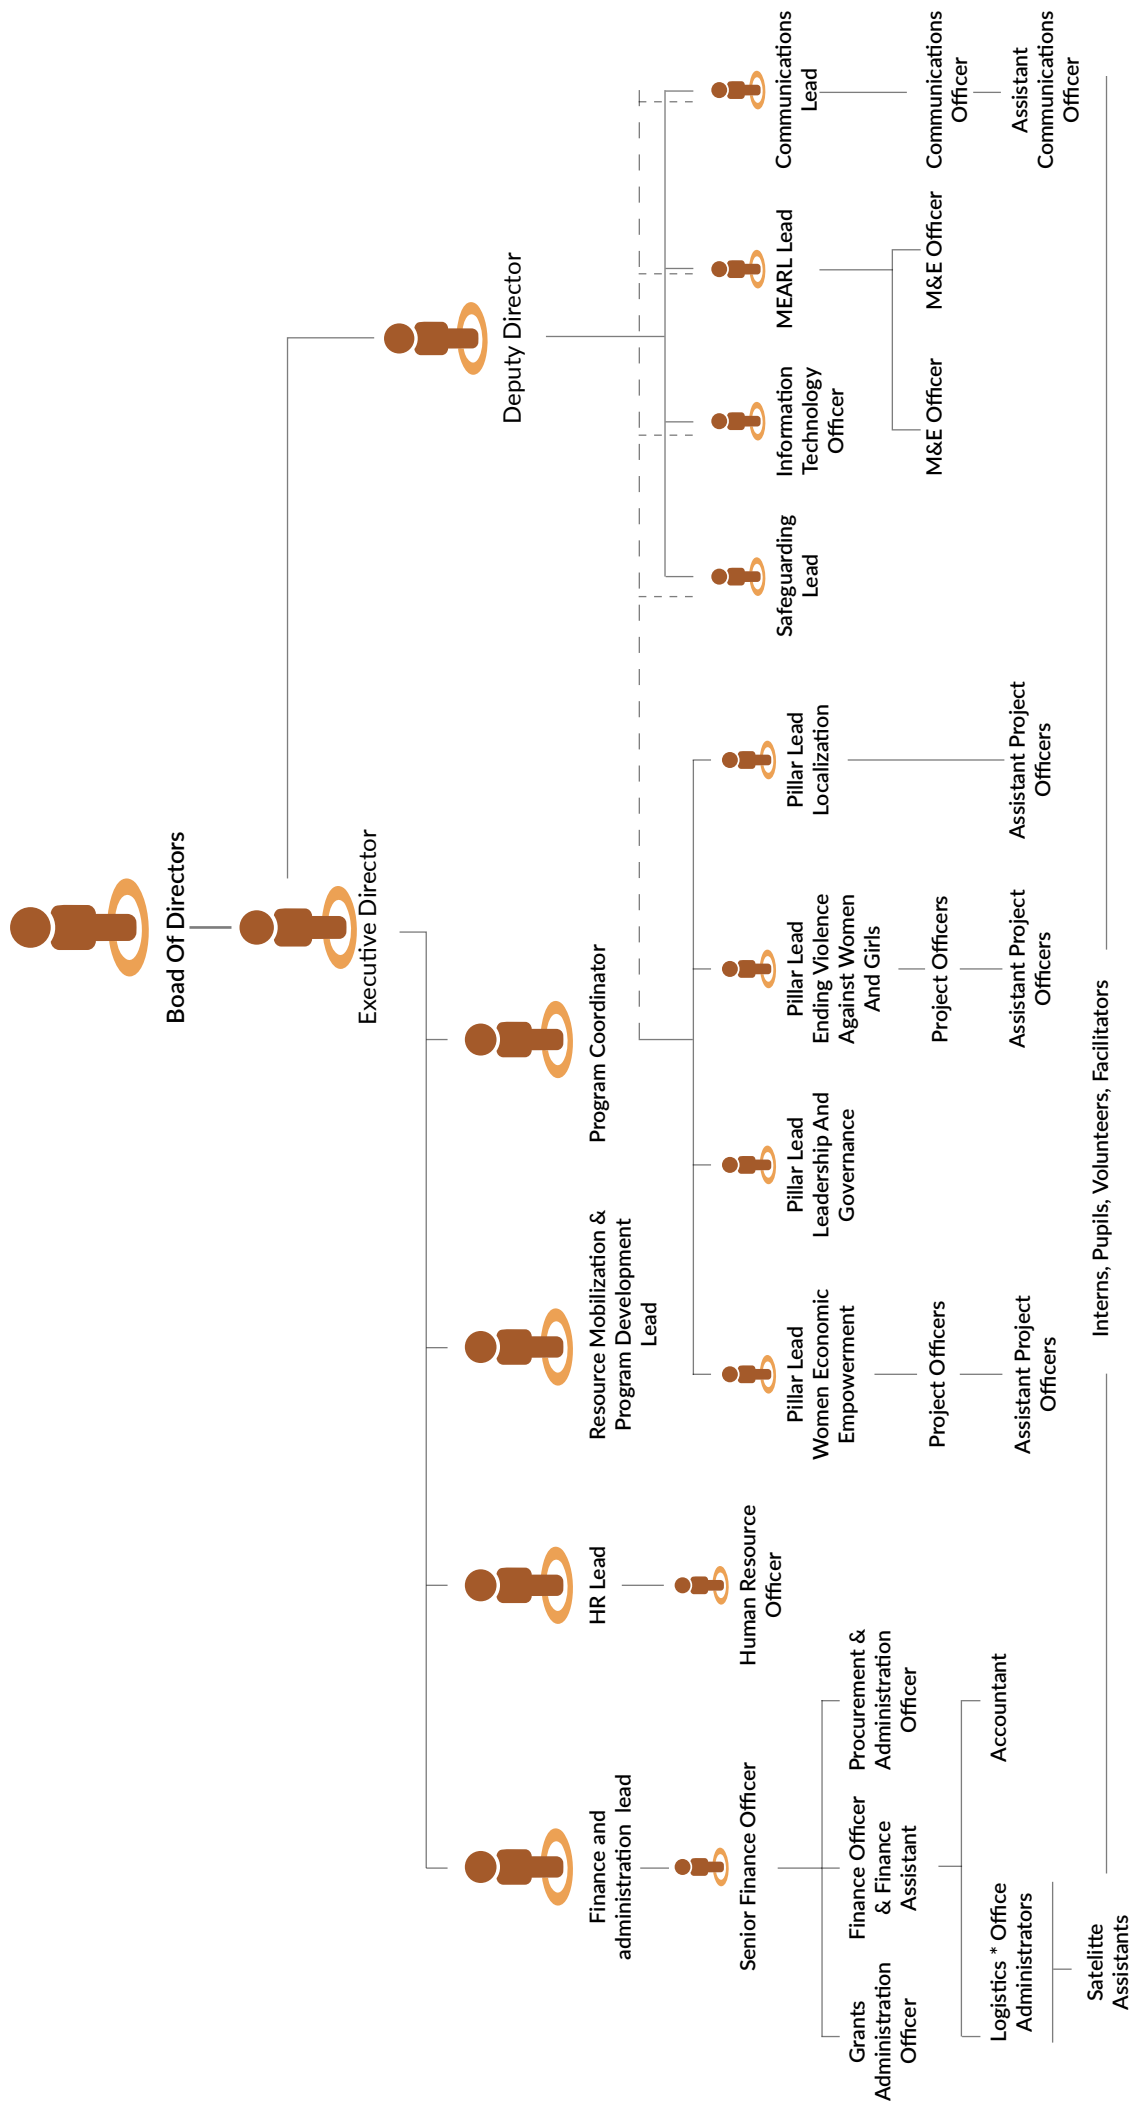 Boad Of Directors
Executive Director
Deputy Director
Finance and
administration lead
HR Lead
Resource Mobilization &
Program Development
Lead
Program Coordinator
Senior Finance Officer
Human Resource
Officer
Pillar Lead
Women Economic
Empowerment
Pillar Lead
Leadership And
Governance
Pillar Lead
Ending Violence
Against Women
And Girls
Pillar Lead
Localization
Safeguarding
Lead
Information
Technology
Officer
MEARL Lead
Communications
Lead
Grants
Administration
Officer
Finance Officer
& Finance
Assistant
Procurement &
Administration
Officer
Project Officers
Project Officers
M&E Officer
M&E Officer
Communications
Officer
Logistics * Office
Administrators
Accountant
Assistant Project
Officers
Assistant Project
Officers
Assistant Project
Officers
Assistant
Communications
Officer
Satelitte
Assistants
Interns, Pupils, Volunteers, Facilitators